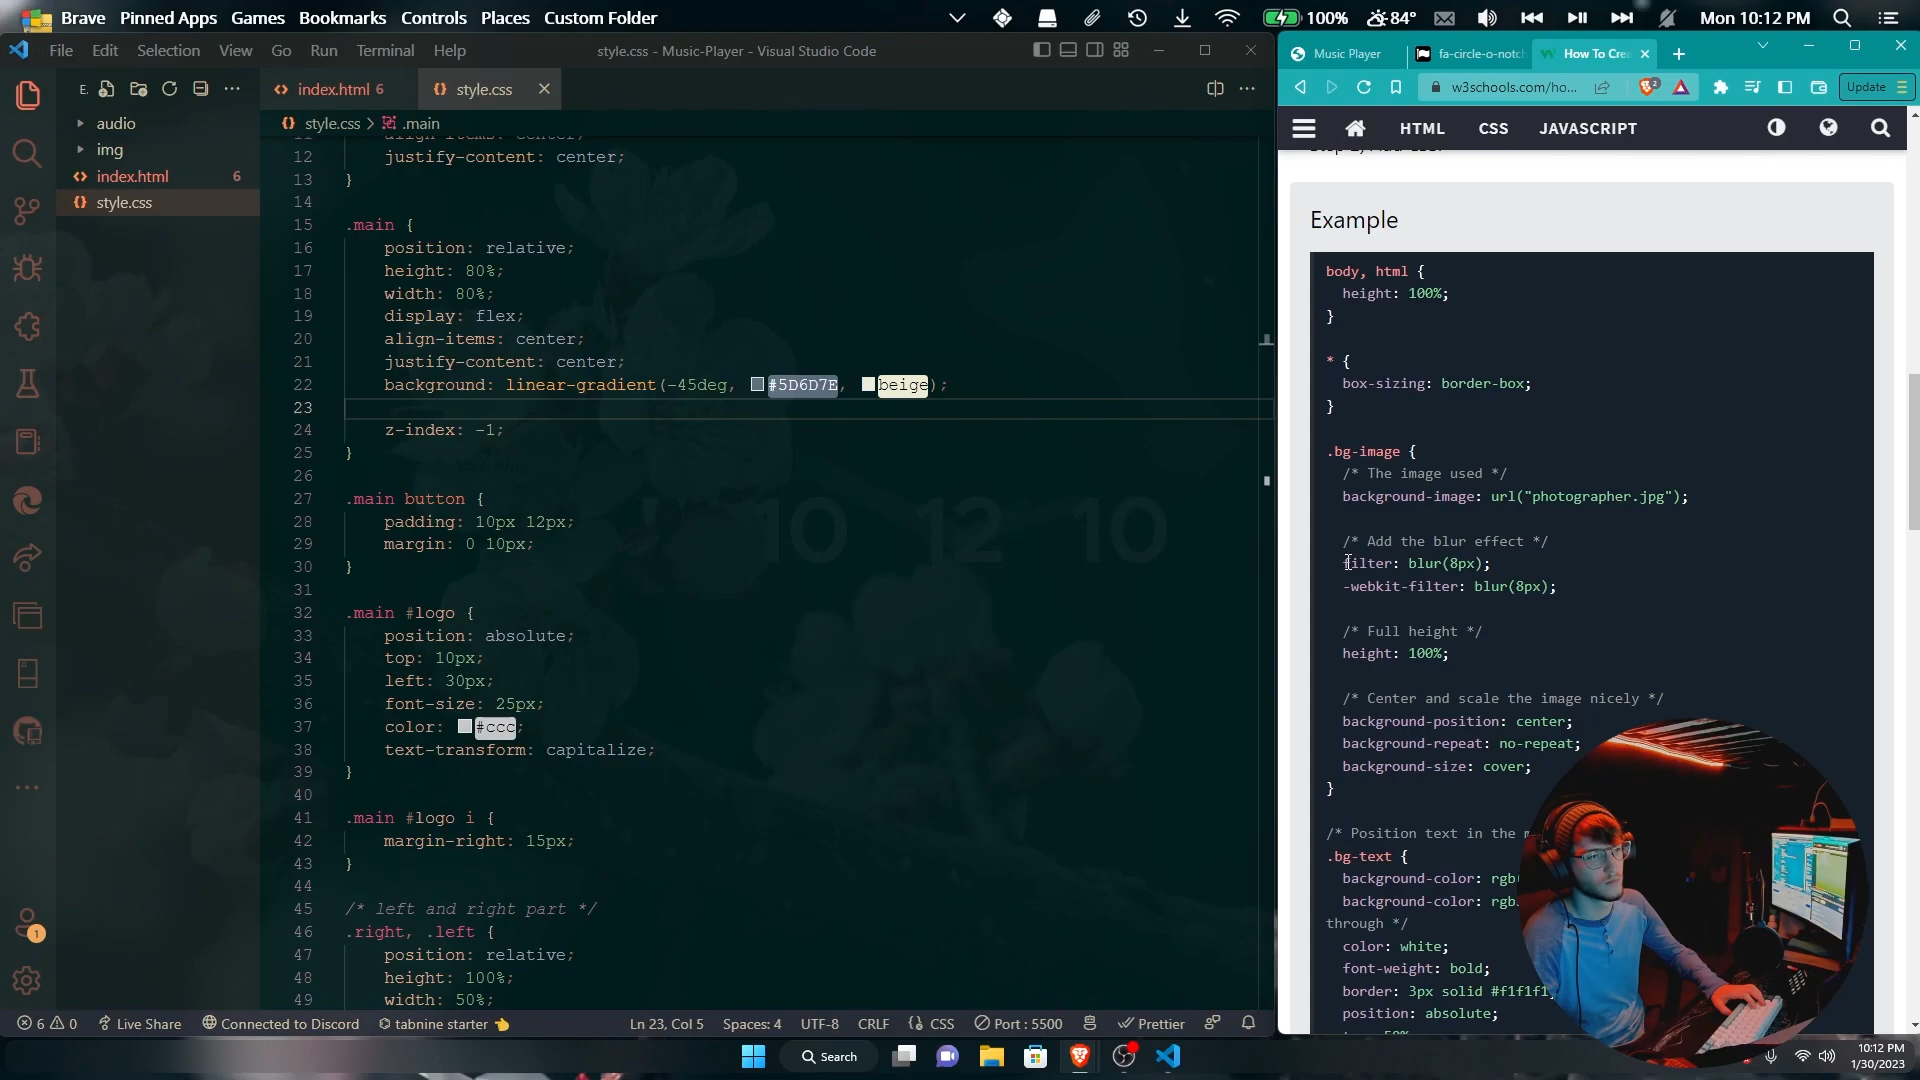 Brave Pinned Apps Games Bookmarks Controls Places Custom Folder 100% 84° Mon 10:12 PM
File Edit Selection View Go Run Terminal Help style.css - Music-Player - Visual Studio Code
Music Player fa-circle-o-notch How To Cre
w3schools.com/ho... 2 Update
E. index.html 6 style.css
style.css > .main
HTML CSS JAVASCRIPT
audio
img
index.html 6
style.css
12 justify-content: center;
13 }
14
15 .main {
16 position: relative;
17 height: 80%;
18 width: 80%;
19 display: flex;
20 align-items: center;
21 justify-content: center;
22 background: linear-gradient(-45deg, #5D6D7E, beige);
23
24 z-index: -1;
25 }
26
27 .main button {
28 padding: 10px 12px;
29 margin: 0 10px;
30 }
31
32 .main #logo {
33 position: absolute;
34 top: 10px;
35 left: 30px;
36 font-size: 25px;
37 color: #ccc;
38 text-transform: capitalize;
39 }
40
41 .main #logo i {
42 margin-right: 15px;
43 }
44
45 /* left and right part */
46 .right, .left {
47 position: relative;
48 height: 100%;
49 width: 50%;
10 12 10
Example
body, html {
height: 100%;
}
* {
box-sizing: border-box;
}
.bg-image {
/* The image used */
background-image: url("photographer.jpg");
/* Add the blur effect */
filter: blur(8px);
-webkit-filter: blur(8px);
/* Full height */
height: 100%;
/* Center and scale the image nicely */
background-position: center;
background-repeat: no-repeat;
background-size: cover;
}
/* Position text in the
.bg-text {
background-color: rgb
background-color: rgb
through */
color: white;
font-weight: bold;
border: 3px solid #f1f1f1
position: absolute;
1
6 0 Live Share Connected to Discord tabnine starter Ln 23, Col 5 Spaces: 4 UTF-8 CRLF CSS Port : 5500 Prettier
Search
10:12 PM
1/30/2023